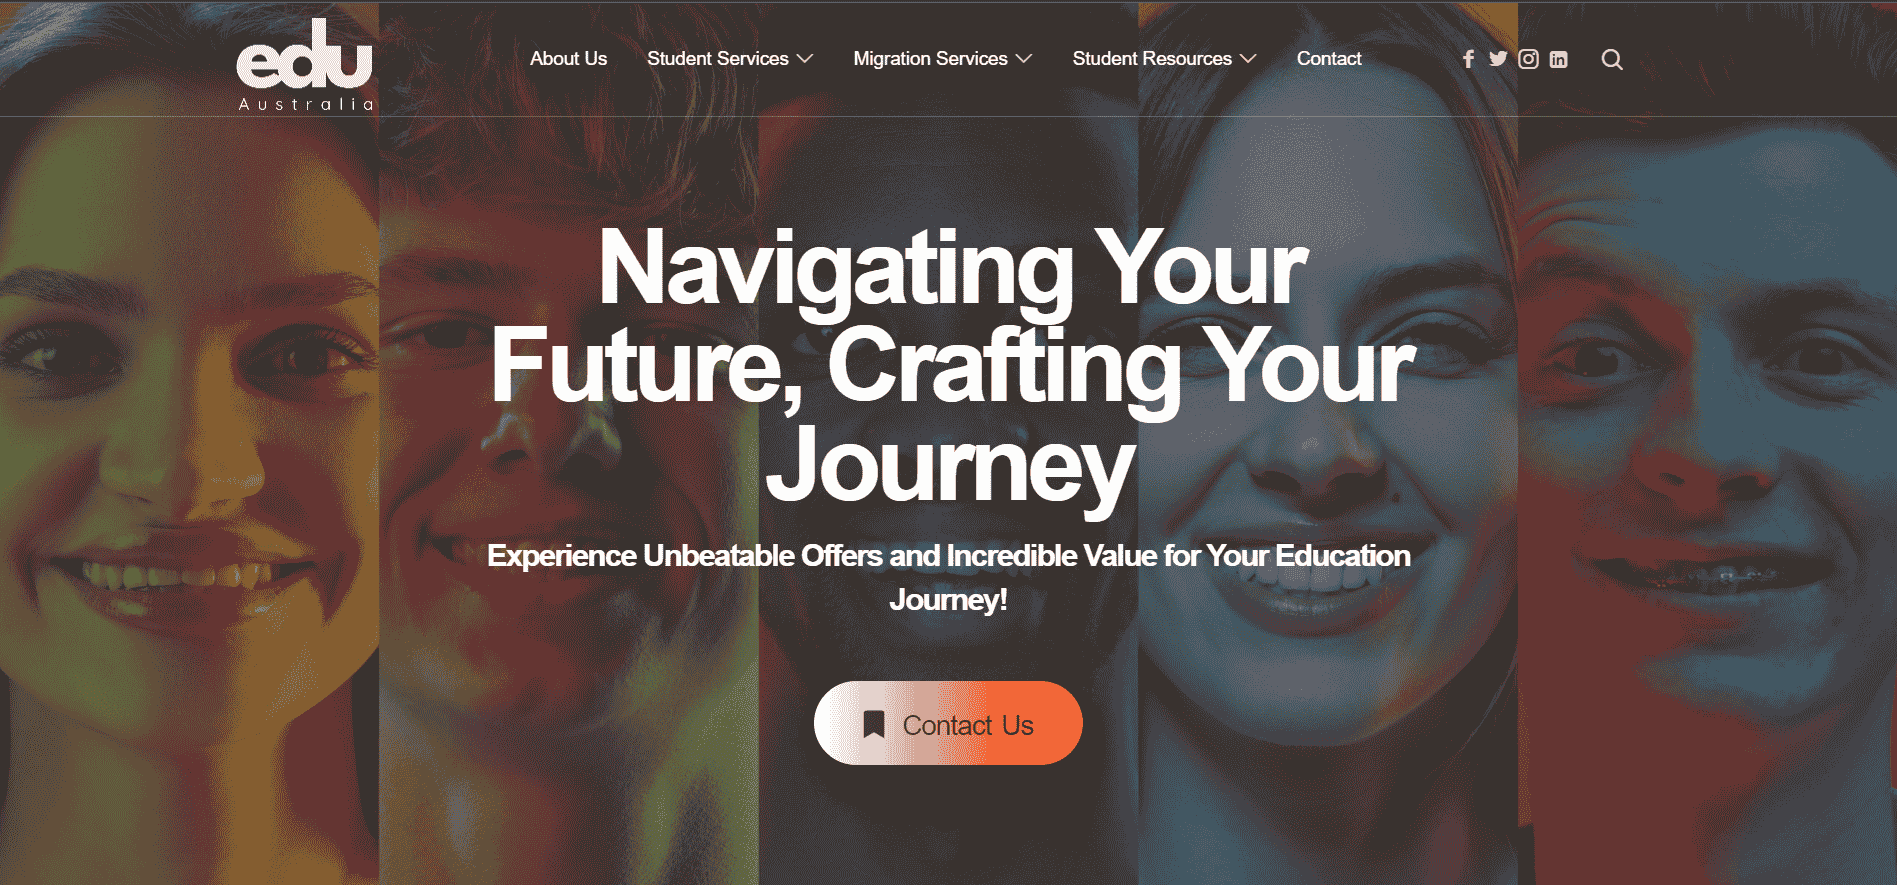 edu
Australia
About Us
Student Services
Migration Services
Student Resources
Contact
Navigating Your
Future, Crafting Your
Journey
Experience Unbeatable Offers and Incredible Value for Your Education
Journey!
Contact Us